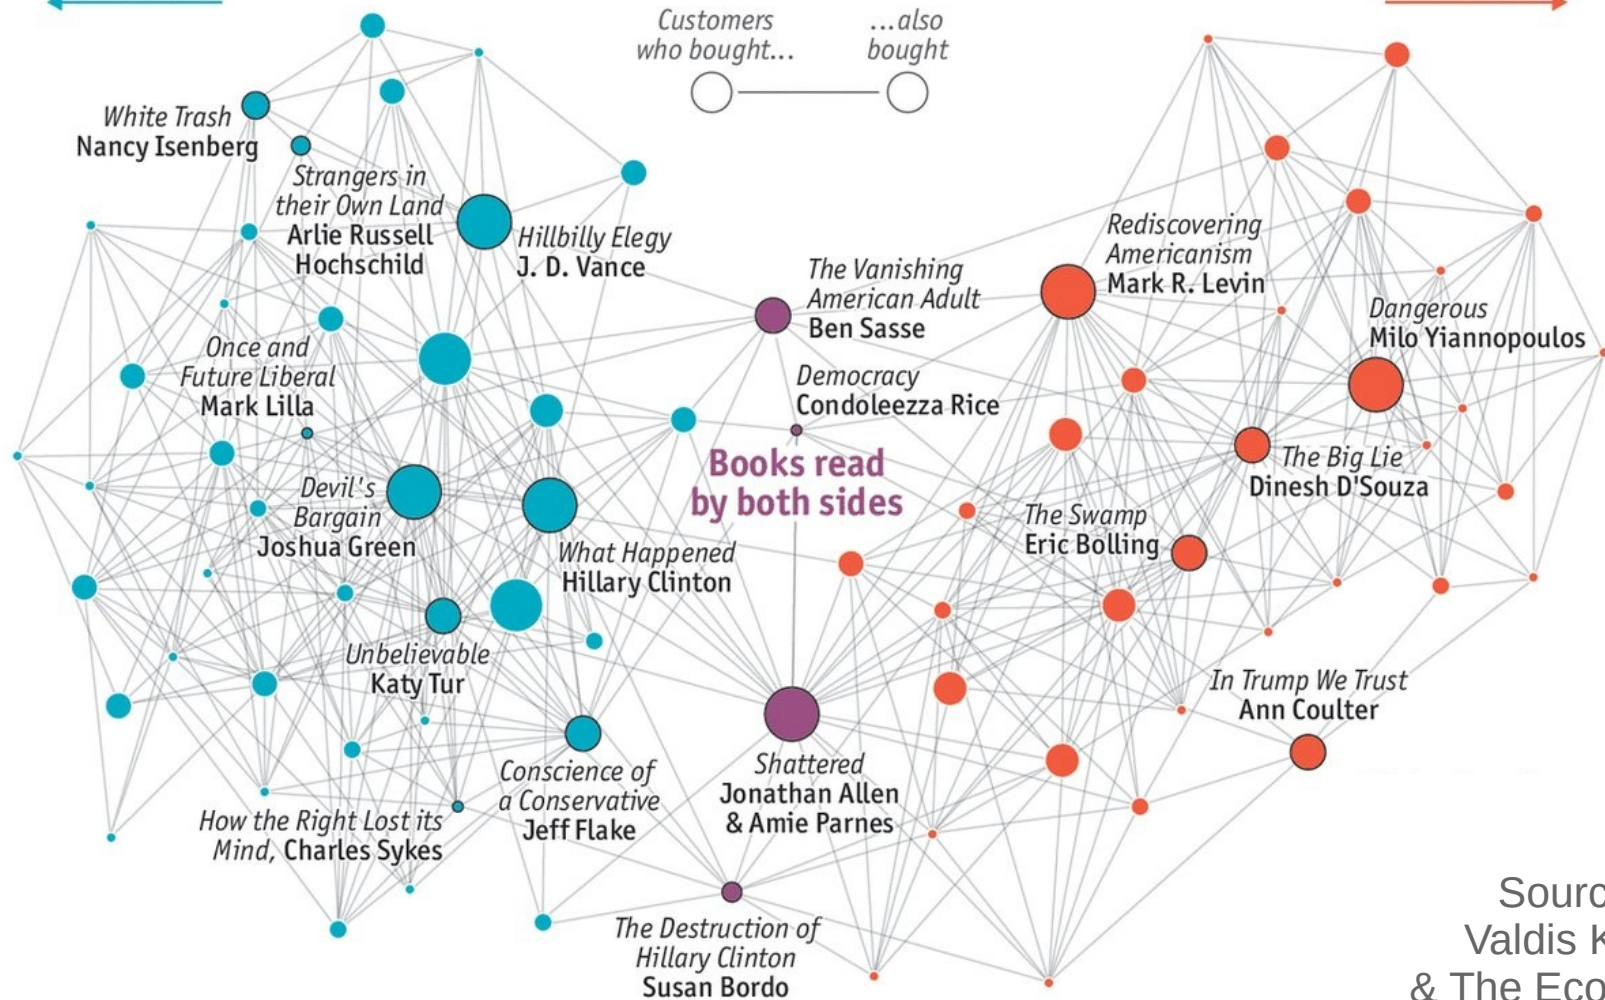 Customers
who bought...
...also
bought
White Trash
Nancy Isenberg
Strangers in
their Own Land
Arlie Russell
Hochschild
Hillbilly Elegy
J. D. Vance
The Vanishing
American Adult
Ben Sasse
Rediscovering
Americanism
Mark R. Levin
Dangerous
Milo Yiannopoulos
Once and
Future Liberal
Mark Lilla
Democracy
Condoleezza Rice
Books read
by both sides
The Big Lie
Dinesh D'Souza
Devil's
Bargain
Joshua Green
What Happened
Hillary Clinton
The Swamp
Eric Bolling
Unbelievable
Katy Tur
In Trump We Trust
Ann Coulter
Conscience of
a Conservative
Jeff Flake
Shattered
Jonathan Allen
& Amie Parnes
How the Right Lost its
Mind, Charles Sykes
The Destruction of
Hillary Clinton
Susan Bordo
Sourc
Valdis K
& The Eco